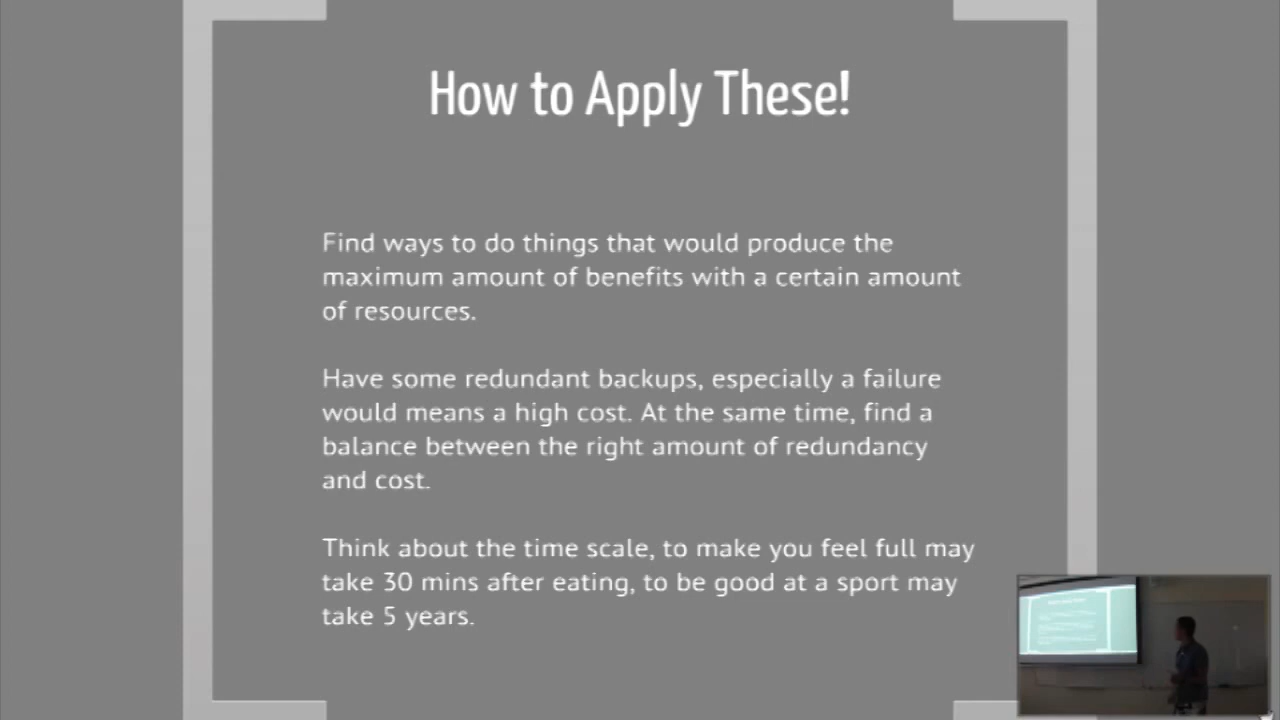 How to Apply These!
Find ways to do things that would produce the
maximum amount of benefits with a certain amount
of resources.
Have some redundant backups, especially a failure
would means a high cost. At the same time, find a
balance between the right amount of redundancy
and cost.
Think about the time scale, to make you feel full may
take 30 mins after eating, to be good at a sport may
take 5 years.